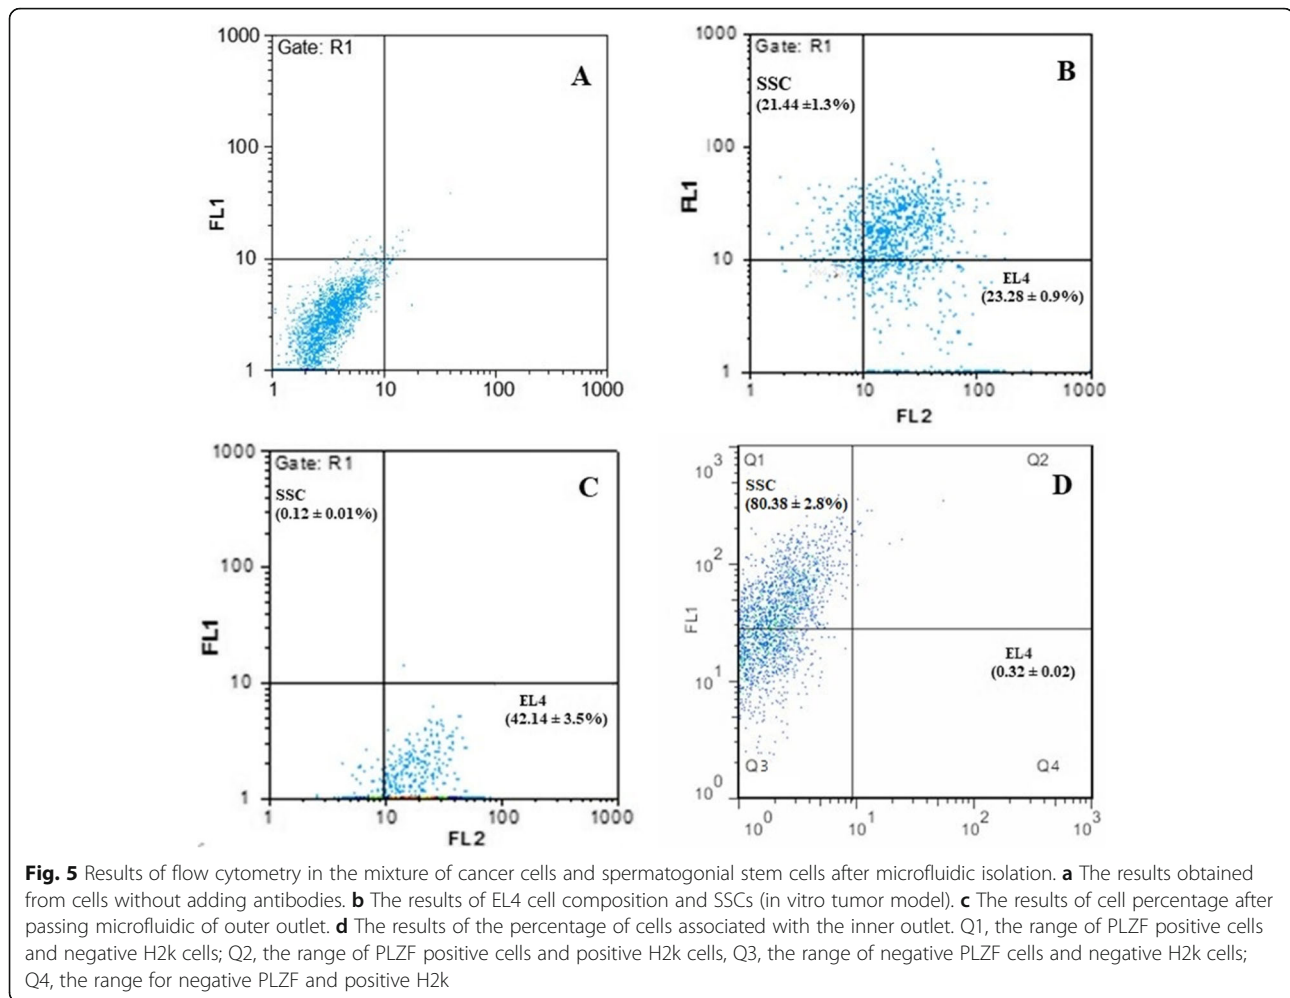 1000
Gate: R1
A
100
FL1
10
1
1
10
100
1000
1000
Gate: R1
B
SSC
(21.44 ±1.3%)
100
FL1
10
EL4
(23.28 ± 0.9%)
1
1
10
100
1000
FL2
1000
Gate: R1
C
SSC
(0.12 ± 0.01%)
100
FL1
10
EL4
(42.14 ± 3.5%)
1
1
10
100
1000
FL2
10³
Q1
Q2
SSC
D
(80.38 ± 2.8%)
10²
FL1
EL4
(0.32 ± 0.02)
10¹
Q3
Q4
10⁰
10⁰
10¹
10²
10³
Fig. 5 Results of flow cytometry in the mixture of cancer cells and spermatogonial stem cells after microfluidic isolation. a The results obtained
from cells without adding antibodies. b The results of EL4 cell composition and SSCs (in vitro tumor model). c The results of cell percentage after
passing microfluidic of outer outlet. d The results of the percentage of cells associated with the inner outlet. Q1, the range of PLZF positive cells
and negative H2k cells; Q2, the range of PLZF positive cells and positive H2k cells, Q3, the range of negative PLZF cells and negative H2k cells;
Q4, the range for negative PLZF and positive H2k